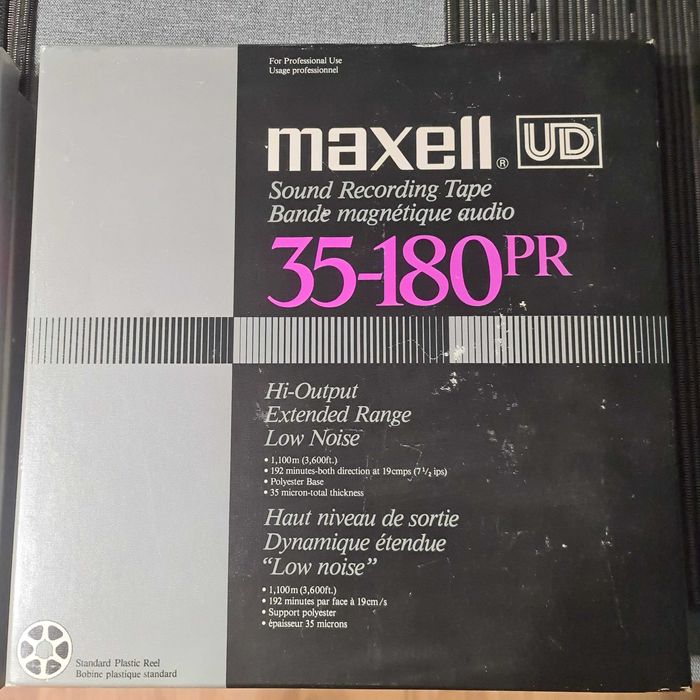 For Professional Use
Usage professionnel
maxell® UD
Sound Recording Tape
Bande magnétique audio
35-180PR
Hi-Output
Extended Range
Low Noise
• 1,100m (3,600ft.)
• 192 minutes-both direction at 19cmps (7 1/2 ips)
• Polyester Base
• 35 micron-total thickness
Haut niveau de sortie
Dynamique étendue
“Low noise”
• 1,100m (3,600ft.)
• 192 minutes par face à 19cm/s
• Support polyester
• épaisseur 35 microns
Standard Plastic Reel
Bobine plastique standard